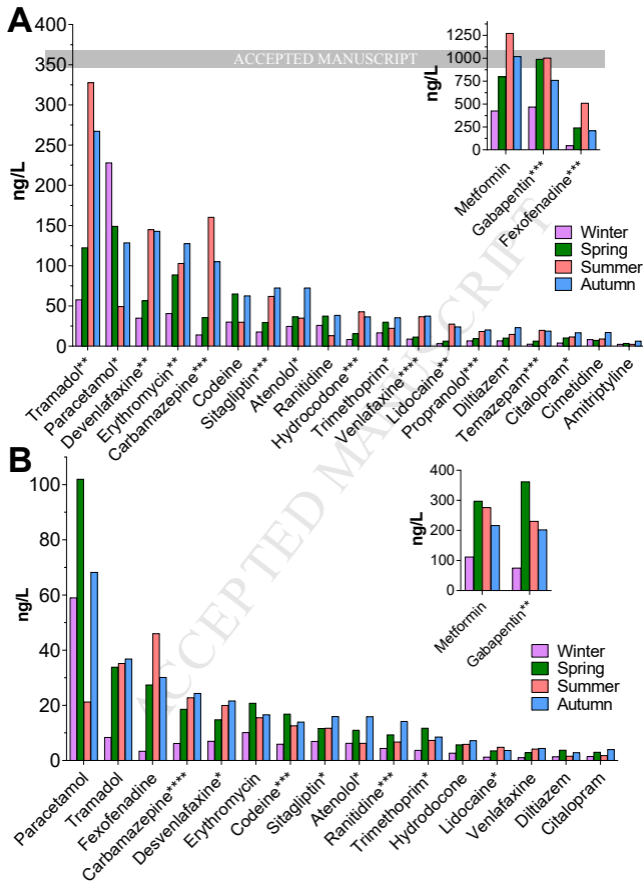 A
400
350
300
250
200
150
100
50
0
ng/L
ACCEPTED MANUSCRIPT
1250
1000
750
500
250
0
ng/L
Metformin
Gabapentin***
Fexofenadine***
Winter
Spring
Summer
Autumn
Tramadol**
Paracetamol*
Devenlafaxine**
Erythromycin**
Carbamazepine***
Codeine
Sitagliptin***
Atenolol*
Ranitidine
Hydrocodone***
Trimethoprim*
Venlafaxine****
Lidocaine**
Propranolol***
Diltiazem
Temazepam***
Citalopram*
Cimetidine
Amitriptyline
ACCEPTED MANUSCRIPT
B
100
80
60
40
20
0
ng/L
400
300
200
100
0
ng/L
Metformin
Gabapentin**
Winter
Spring
Summer
Autumn
Paracetamol
Tramadol
Fexofenadine
Carbamazepine****
Desvenlafaxine*
Erythromycin
Codeine***
Sitagliptin*
Atenolol*
Ranitidine***
Trimethoprim*
Hydrocodone
Lidocaine*
Venlafaxine
Diltiazem
Citalopram